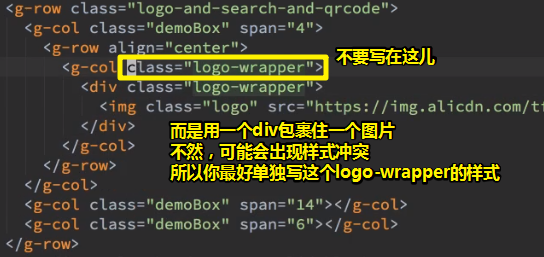 <g-row class="logo-and-search-and-qrcode">
<g-col class="demoBox" span="4">
<g-row align="center">
<g-col class="logo-wrapper">
不要写在这儿
<div class="logo-wrapper">
<img class="logo" src="https://img.alicdn.com/tf
</div>
而是用一个div包裹住一个图片
</g-col>
不然，可能会出现样式冲突
</g-row>
所以你最好单独写这个logo-wrapper的样式
</g-col>
<g-col class="demoBox" span="14"></g-col>
<g-col class="demoBox" span="6"></g-col>
</g-row>